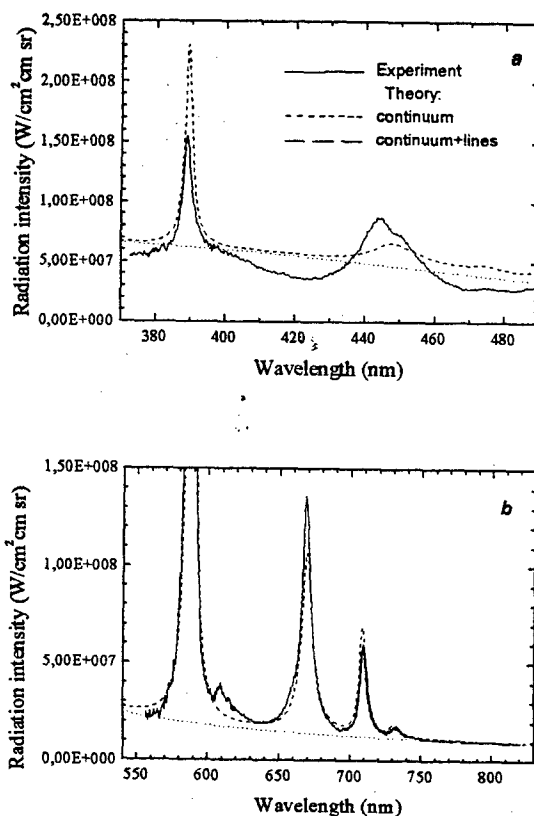 2,50E+008
2,00E+008
1,50E+008
1,00E+008
5,00E+007
0,00E+000
Radiation intensity (W/cm²cm sr)
a
Experiment
Theory:
continuum
continuum+lines
380 400 420 440 460 480
Wavelength (nm)
1,50E+008
1,00E+008
5,00E+007
0,00E+000
Radiation intensity (W/cm²cm sr)
b
550 600 650 700 750 800
Wavelength (nm)